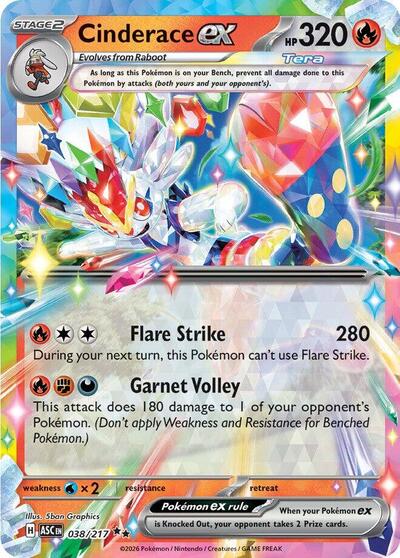 STAGE2
Cinderace ex
HP 320
Evolves from Raboot
Tera
As long as this Pokémon is on your Bench, prevent all damage done to this
Pokémon by attacks (both yours and your opponent's).
Flare Strike 280
During your next turn, this Pokémon can't use Flare Strike.
Garnet Volley
This attack does 180 damage to 1 of your opponent's
Pokémon. (Don't apply Weakness and Resistance for Benched
Pokémon.)
weakness × 2 resistance retreat
Illus. 5ban Graphics
H ASC EN 038/217
Pokémon ex rule
When your Pokémon ex
is Knocked Out, your opponent takes 2 Prize cards.
©2026 Pokémon / Nintendo / Creatures / GAME FREAK